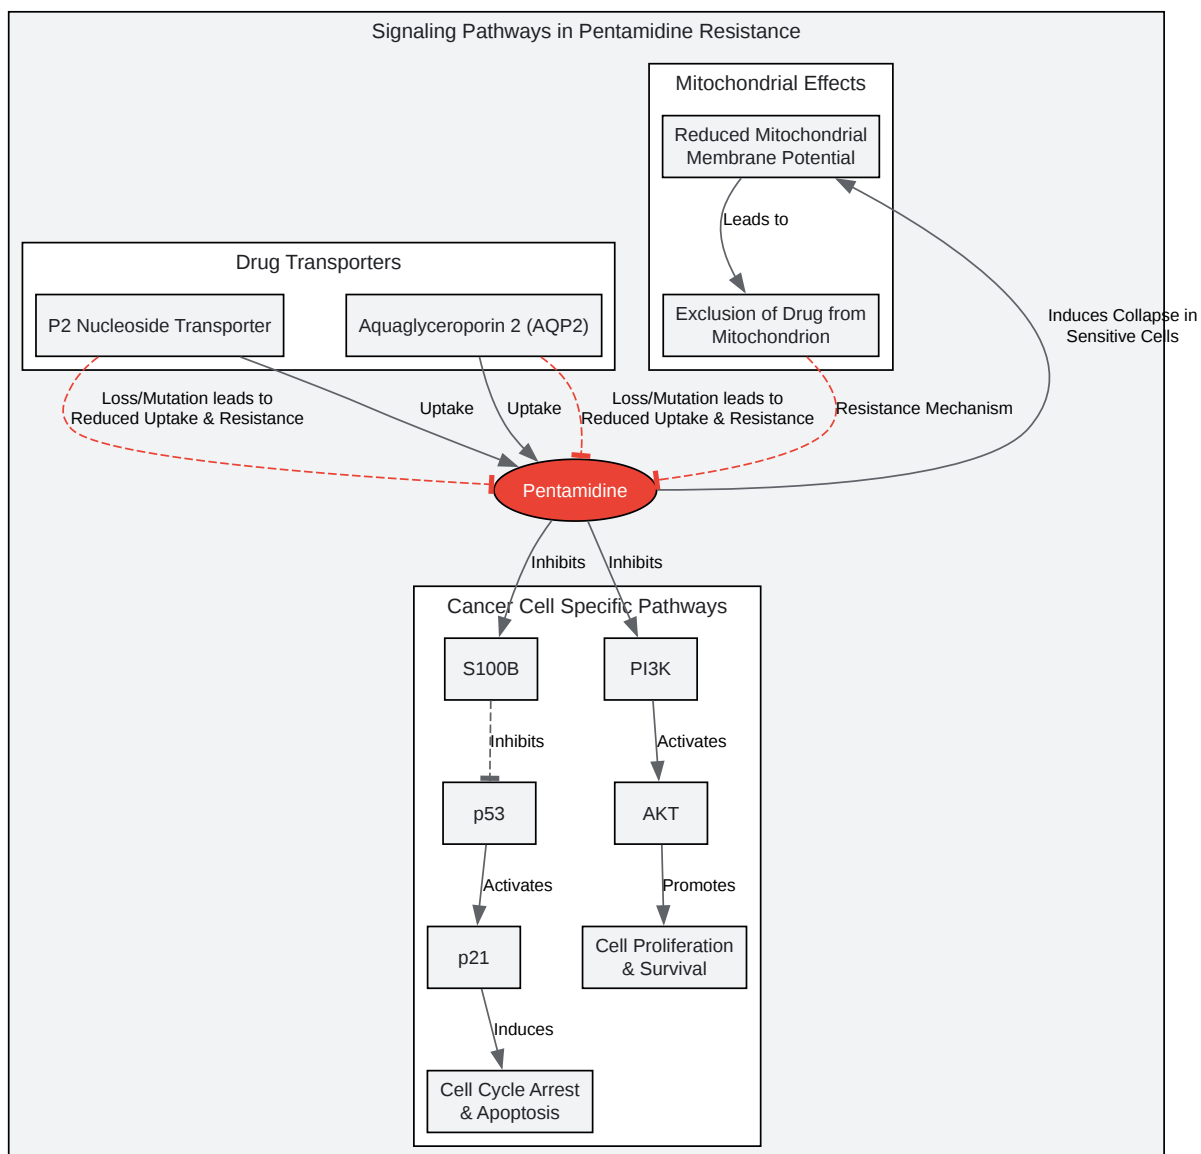 Signaling Pathways in Pentamidine Resistance
Mitochondrial Effects
Reduced Mitochondrial
Membrane Potential
Leads to
Drug Transporters
P2 Nucleoside Transporter
Aquaglyceroporin 2 (AQP2)
Exclusion of Drug from
Mitochondrion
Induces Collapse in
Sensitive Cells
Loss/Mutation leads to
Reduced Uptake & Resistance
Uptake
Uptake
Loss/Mutation leads to
Reduced Uptake & Resistance
Resistance Mechanism
Pentamidine
Inhibits
Inhibits
Cancer Cell Specific Pathways
S100B
PI3K
Inhibits
Activates
p53
AKT
Activates
Promotes
p21
Cell Proliferation
& Survival
Induces
Cell Cycle Arrest
& Apoptosis